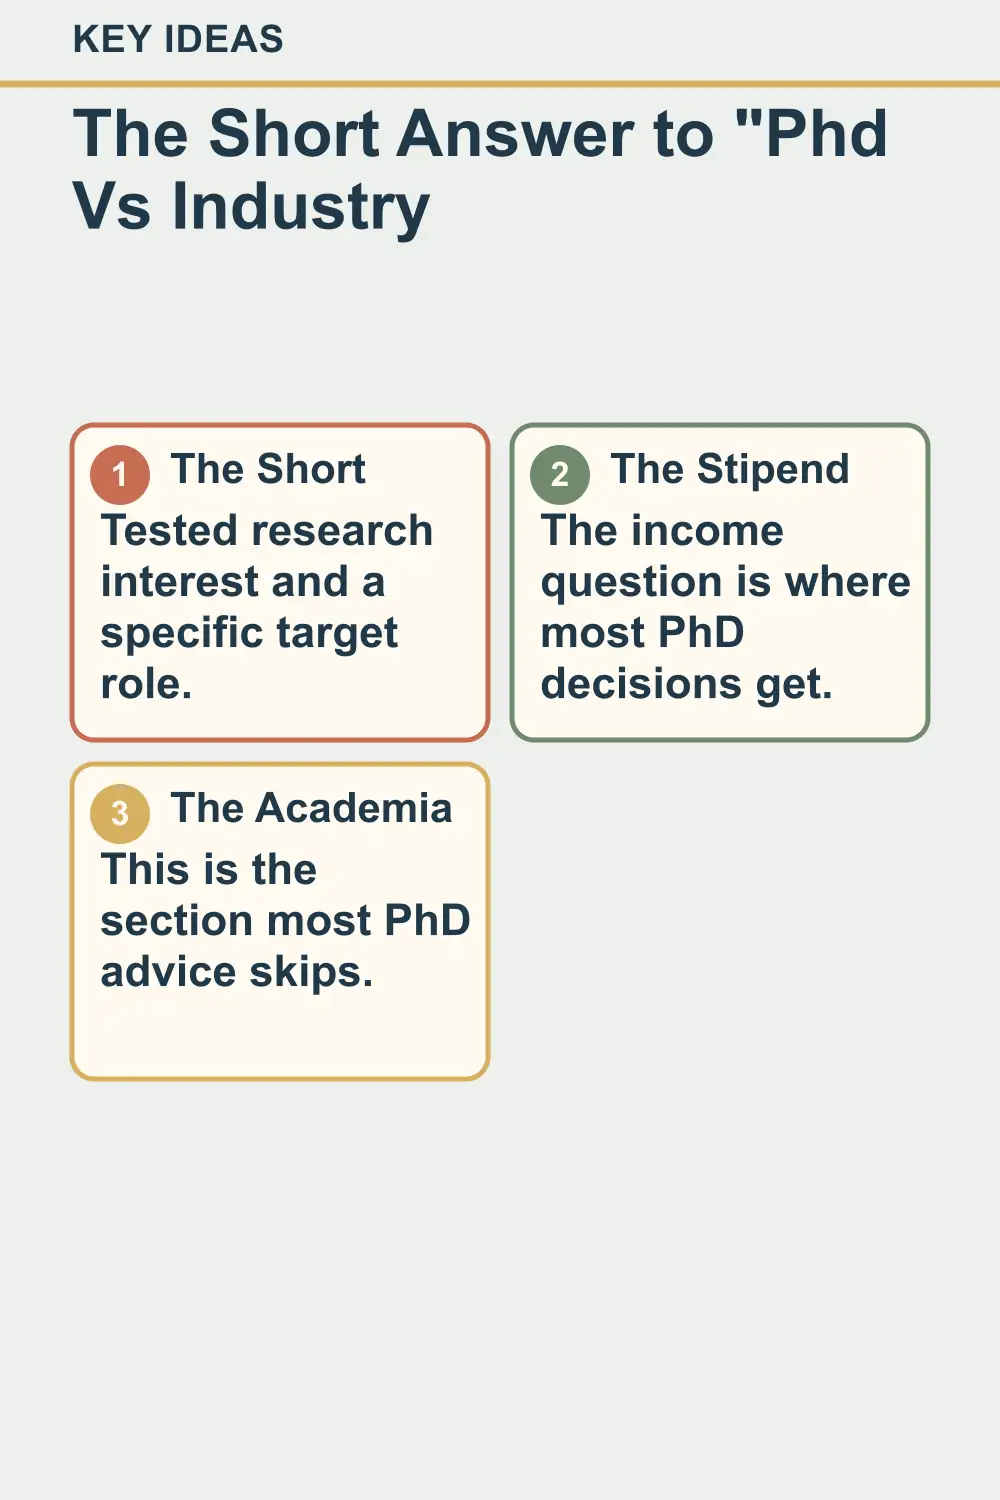 KEY IDEAS
The Short Answer to "Phd
Vs Industry
1 The Short
Tested research
interest and a
specific target
role.
2 The Stipend
The income
question is where
most PhD
decisions get.
3 The Academia
This is the
section most PhD
advice skips.